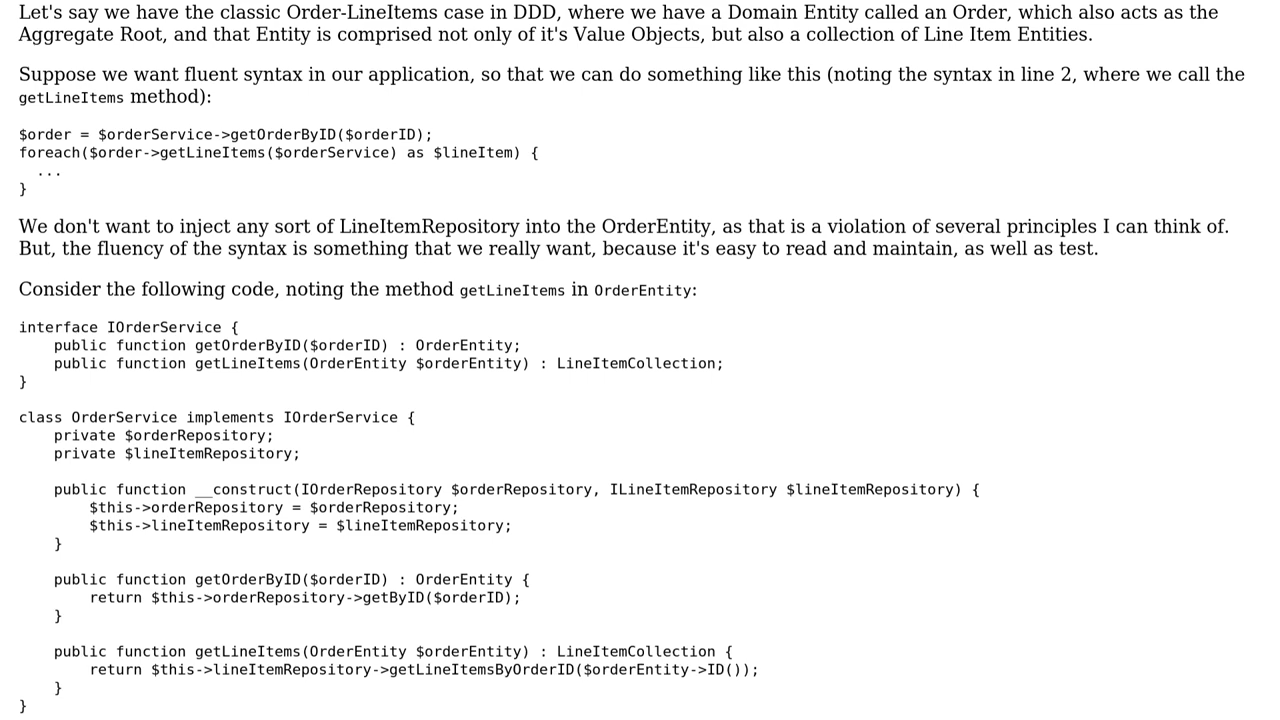 Let's say we have the classic Order-LineItems case in DDD, where we have a Domain Entity called an Order, which also acts as the
Aggregate Root, and that Entity is comprised not only of it's Value Objects, but also a collection of Line Item Entities.
Suppose we want fluent syntax in our application, so that we can do something like this (noting the syntax in line 2, where we call the
getLineItems method):
$order = $orderService->getOrderByID($orderID);
foreach($order->getLineItems($orderService) as $lineItem) {
  ...
}
We don't want to inject any sort of LineItemRepository into the OrderEntity, as that is a violation of several principles I can think of.
But, the fluency of the syntax is something that we really want, because it's easy to read and maintain, as well as test.
Consider the following code, noting the method getLineItems in OrderEntity:
interface IOrderService {
    public function getOrderByID($orderID) : OrderEntity;
    public function getLineItems(OrderEntity $orderEntity) : LineItemCollection;
}
class OrderService implements IOrderService {
    private $orderRepository;
    private $lineItemRepository;
    public function __construct(IOrderRepository $orderRepository, ILineItemRepository $lineItemRepository) {
        $this->orderRepository = $orderRepository;
        $this->lineItemRepository = $lineItemRepository;
    }
    public function getOrderByID($orderID) : OrderEntity {
        return $this->orderRepository->getByID($orderID);
    }
    public function getLineItems(OrderEntity $orderEntity) : LineItemCollection {
        return $this->lineItemRepository->getLineItemsByOrderID($orderEntity->ID());
    }
}